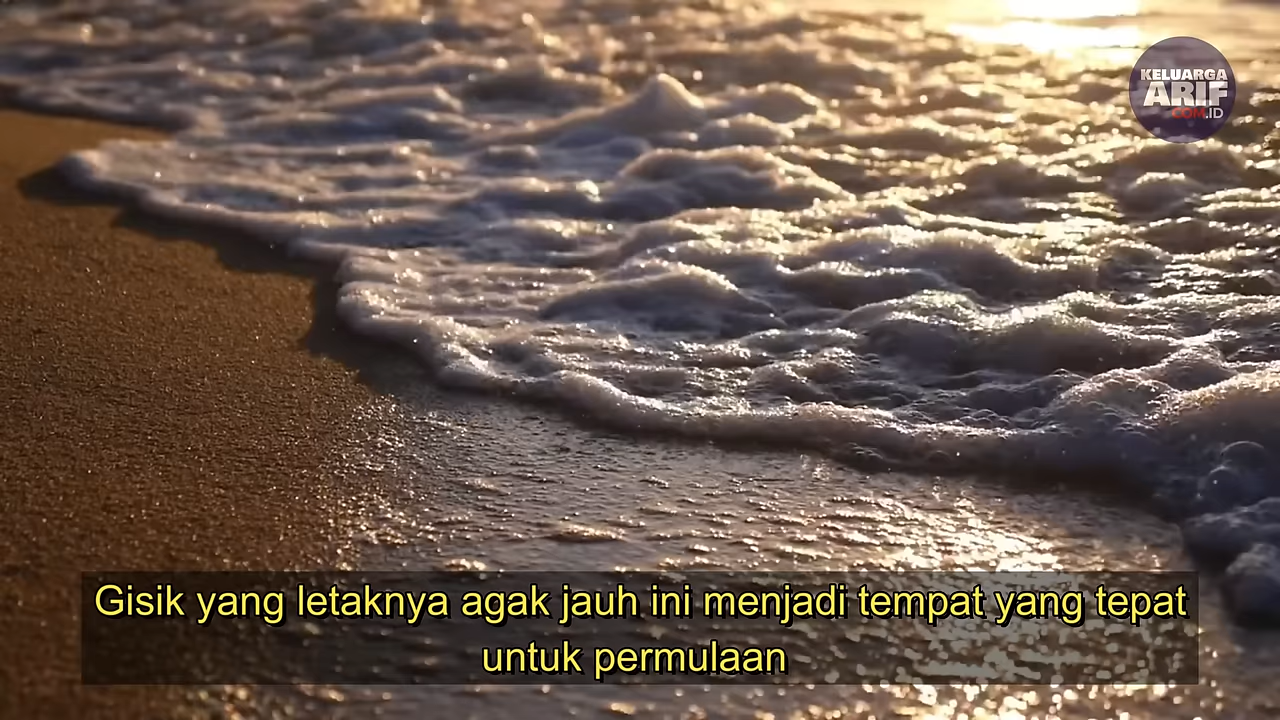 KELUARGA
ARIF
.COM.ID
Gisik yang letaknya agak jauh ini menjadi tempat yang tepat
untuk permulaan